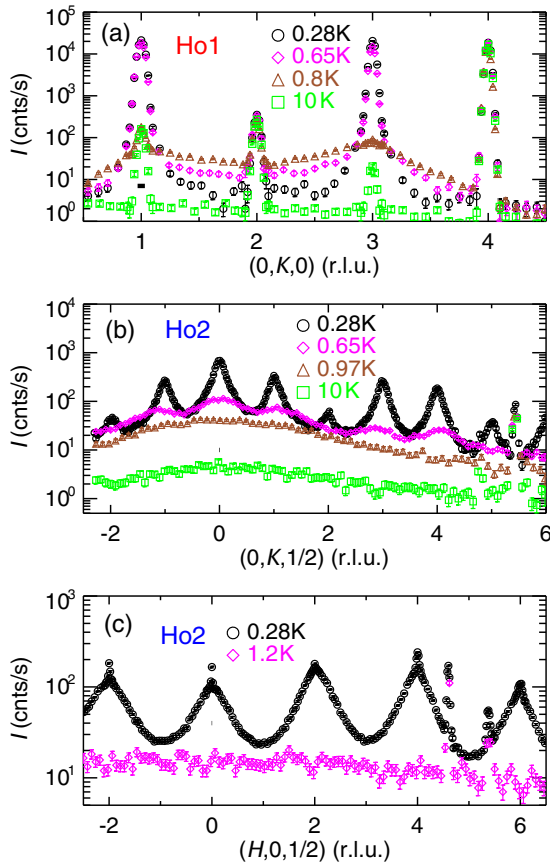 (a) Ho1
0.28K
0.65K
0.8K
10K
I (cnts/s)
10^5
10^4
10^3
10^2
10^1
10^0
1 2 3 4
(0,K,0) (r.l.u.)
(b) Ho2
0.28K
0.65K
0.97K
10K
I (cnts/s)
10^4
10^3
10^2
10^1
10^0
-2 0 2 4 6
(0,K,1/2) (r.l.u.)
(c) Ho2
0.28K
1.2K
I (cnts/s)
10^3
10^2
10^1
-2 0 2 4 6
(H,0,1/2) (r.l.u.)